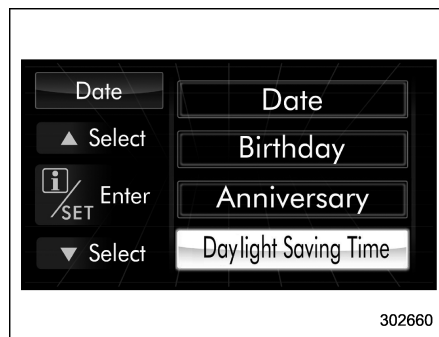 Date
▲ Select
i/SET Enter
▼ Select
Date
Birthday
Anniversary
Daylight Saving Time
302660